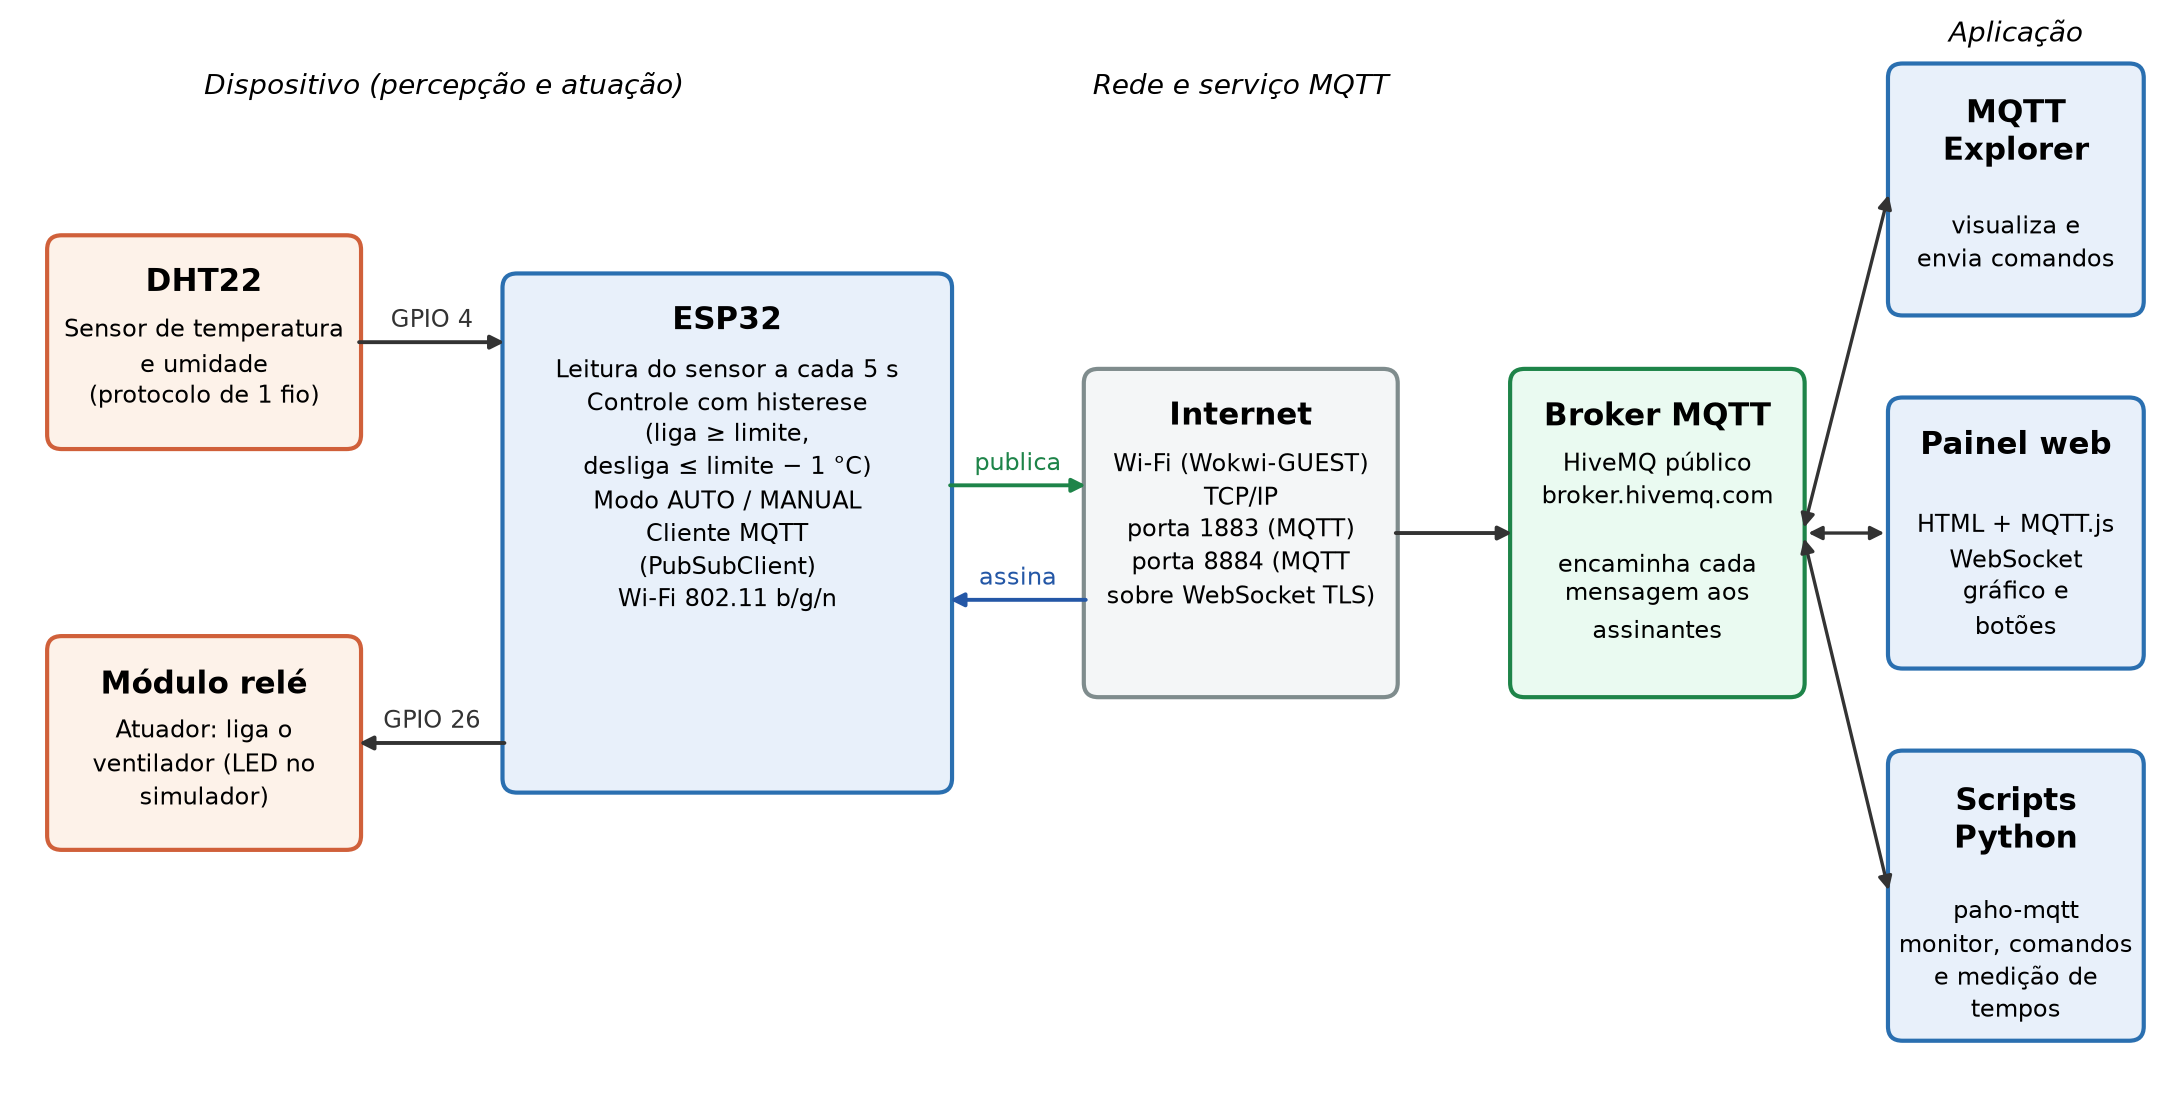 Aplicação
Dispositivo (percepção e atuação)
Rede e serviço MQTT
DHT22
Sensor de temperatura
e umidade
(protocolo de 1 fio)
GPIO 4
Módulo relé
Atuador: liga o
ventilador (LED no
simulador)
GPIO 26
ESP32
Leitura do sensor a cada 5 s
Controle com histerese
(liga ≥ limite,
desliga ≤ limite − 1 °C)
Modo AUTO / MANUAL
Cliente MQTT
(PubSubClient)
Wi-Fi 802.11 b/g/n
publica
assina
Internet
Wi-Fi (Wokwi-GUEST)
TCP/IP
porta 1883 (MQTT)
porta 8884 (MQTT
sobre WebSocket TLS)
Broker MQTT
HiveMQ público
broker.hivemq.com
encaminha cada
mensagem aos
assinantes
MQTT
Explorer
visualiza e
envia comandos
Painel web
HTML + MQTT.js
WebSocket
gráfico e
botões
Scripts
Python
paho-mqtt
monitor, comandos
e medição de
tempos